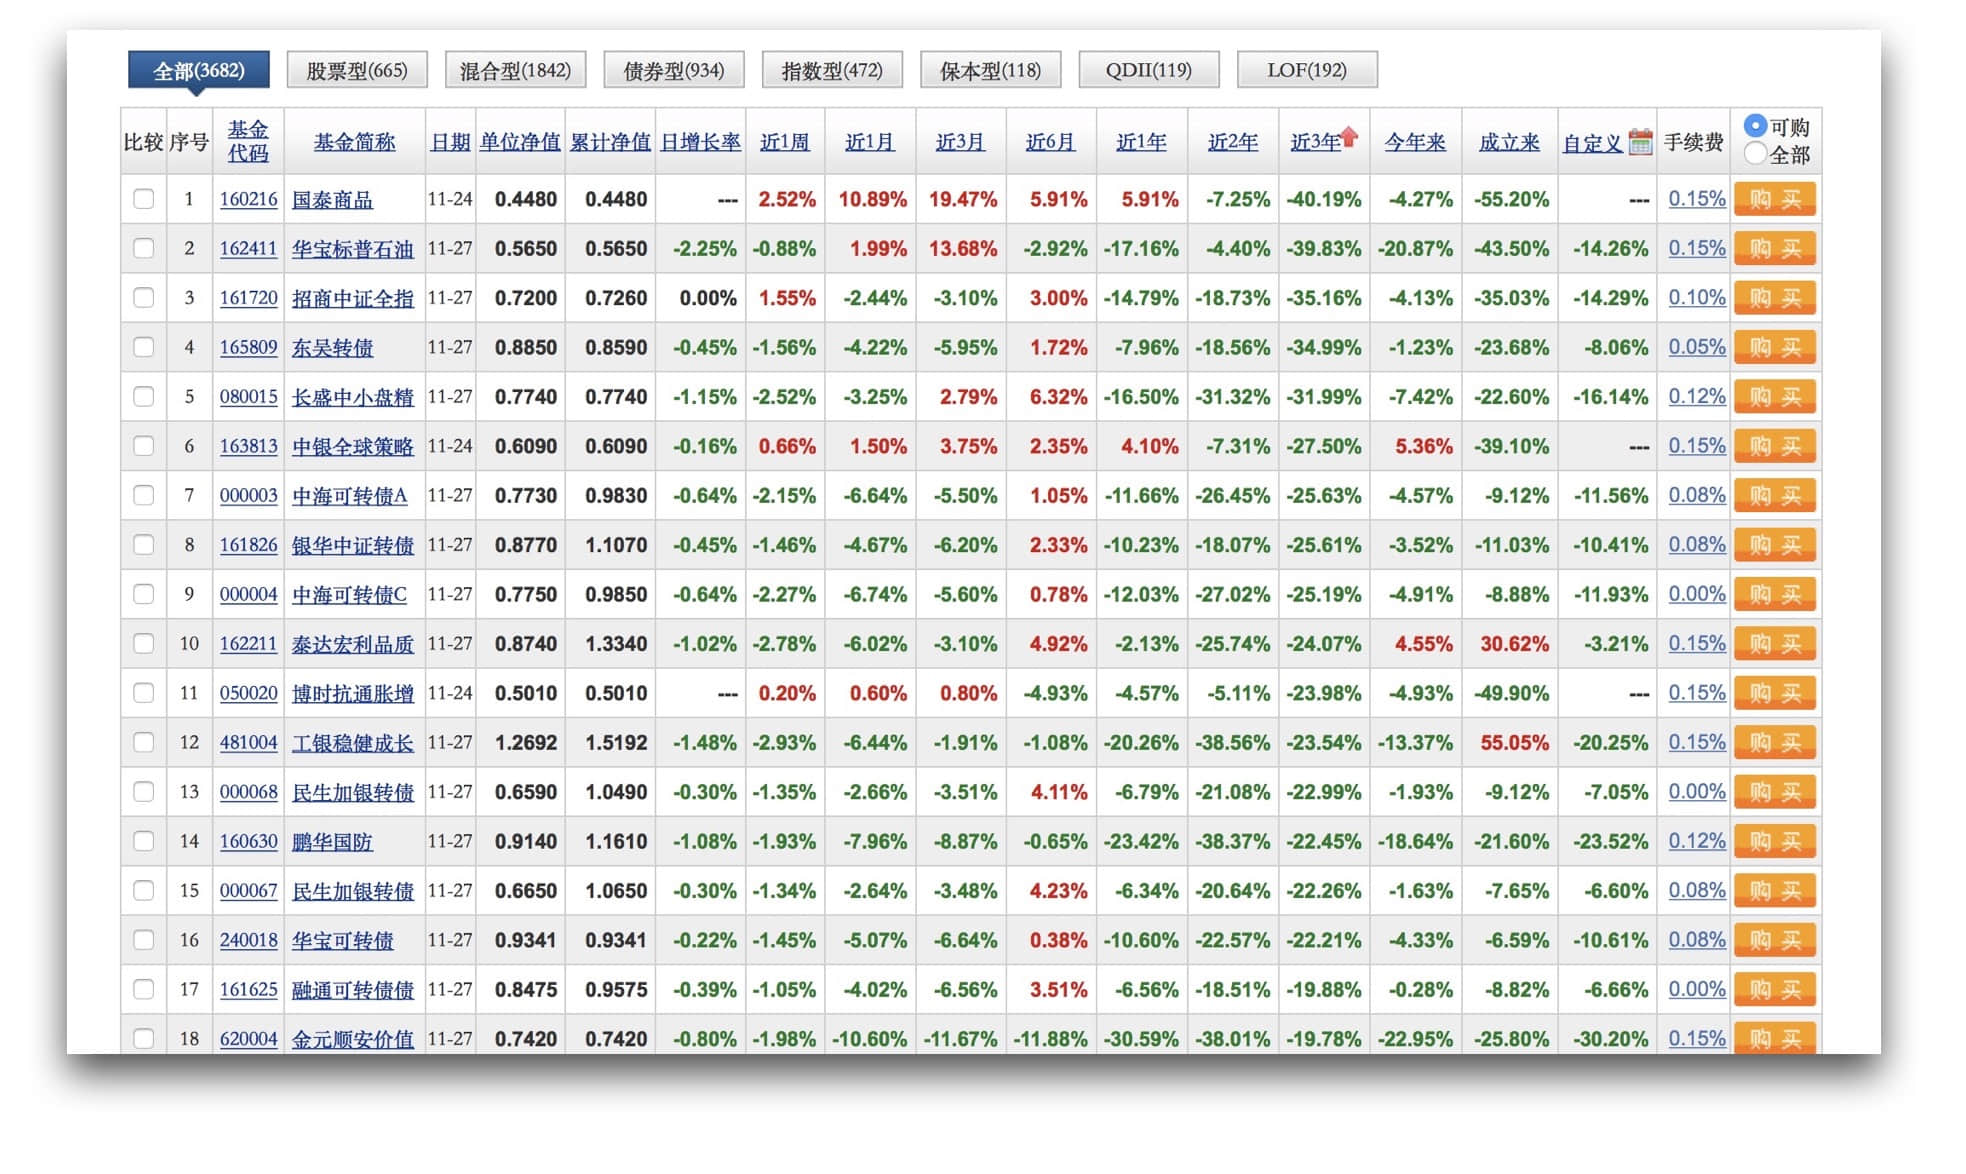 全部(3682) 股票型(665) 混合型(1842) 债券型(934) 指数型(472) 保本型(118) QDII(119) LOF(192)
比较 序号 基金代码 基金简称 日期 单位净值 累计净值 日增长率 近1周 近1月 近3月 近6月 近1年 近2年 近3年 今年来 成立来 自定义 手续费 可购 全部
1 160216 国泰商品 11-24 0.4480 0.4480 --- 2.52% 10.89% 19.47% 5.91% 5.91% -7.25% -40.19% -4.27% -55.20% --- 0.15% 购买
2 162411 华宝标普石油 11-27 0.5650 0.5650 -2.25% -0.88% 1.99% 13.68% -2.92% -17.16% -4.40% -39.83% -20.87% -43.50% -14.26% 0.15% 购买
3 161720 招商中证全指 11-27 0.7200 0.7260 0.00% 1.55% -2.44% -3.10% 3.00% -14.79% -18.73% -35.16% -4.13% -35.03% -14.29% 0.10% 购买
4 165809 东吴转债 11-27 0.8850 0.8590 -0.45% -1.56% -4.22% -5.95% 1.72% -7.96% -18.56% -34.99% -1.23% -23.68% -8.06% 0.05% 购买
5 080015 长盛中小盘精 11-27 0.7740 0.7740 -1.15% -2.52% -3.25% 2.79% 6.32% -16.50% -31.32% -31.99% -7.42% -22.60% -16.14% 0.12% 购买
6 163813 中银全球策略 11-24 0.6090 0.6090 -0.16% 0.66% 1.50% 3.75% 2.35% 4.10% -7.31% -27.50% 5.36% -39.10% --- 0.15% 购买
7 000003 中海可转债A 11-27 0.7730 0.9830 -0.64% -2.15% -6.64% -5.50% 1.05% -11.66% -26.45% -25.63% -4.57% -9.12% -11.56% 0.08% 购买
8 161826 银华中证转债 11-27 0.8770 1.1070 -0.45% -1.46% -4.67% -6.20% 2.33% -10.23% -18.07% -25.61% -3.52% -11.03% -10.41% 0.08% 购买
9 000004 中海可转债C 11-27 0.7750 0.9850 -0.64% -2.27% -6.74% -5.60% 0.78% -12.03% -27.02% -25.19% -4.91% -8.88% -11.93% 0.00% 购买
10 162211 泰达宏利品质 11-27 0.8740 1.3340 -1.02% -2.78% -6.02% -3.10% 4.92% -2.13% -25.74% -24.07% 4.55% 30.62% -3.21% 0.15% 购买
11 050020 博时抗通胀增 11-24 0.5010 0.5010 --- 0.20% 0.60% 0.80% -4.93% -4.57% -5.11% -23.98% -4.93% -49.90% --- 0.15% 购买
12 481004 工银稳健成长 11-27 1.2692 1.5192 -1.48% -2.93% -6.44% -1.91% -1.08% -20.26% -38.56% -23.54% -13.37% 55.05% -20.25% 0.15% 购买
13 000068 民生加银转债 11-27 0.6590 1.0490 -0.30% -1.35% -2.66% -3.51% 4.11% -6.79% -21.08% -22.99% -1.93% -9.12% -7.05% 0.00% 购买
14 160630 鹏华国防 11-27 0.9140 1.1610 -1.08% -1.93% -7.96% -8.87% -0.65% -23.42% -38.37% -22.45% -18.64% -21.60% -23.52% 0.12% 购买
15 000067 民生加银转债 11-27 0.6650 1.0650 -0.30% -1.34% -2.64% -3.48% 4.23% -6.34% -20.64% -22.26% -1.63% -7.65% -6.60% 0.08% 购买
16 240018 华宝可转债 11-27 0.9341 0.9341 -0.22% -1.45% -5.07% -6.64% 0.38% -10.60% -22.57% -22.21% -4.33% -6.59% -10.61% 0.08% 购买
17 161625 融通可转债债 11-27 0.8475 0.9575 -0.39% -1.05% -4.02% -6.56% 3.51% -6.56% -18.51% -19.88% -0.28% -8.82% -6.66% 0.00% 购买
18 620004 金元顺安价值 11-27 0.7420 0.7420 -0.80% -1.98% -10.60% -11.67% -11.88% -30.59% -38.01% -19.78% -22.95% -25.80% -30.20% 0.15% 购买